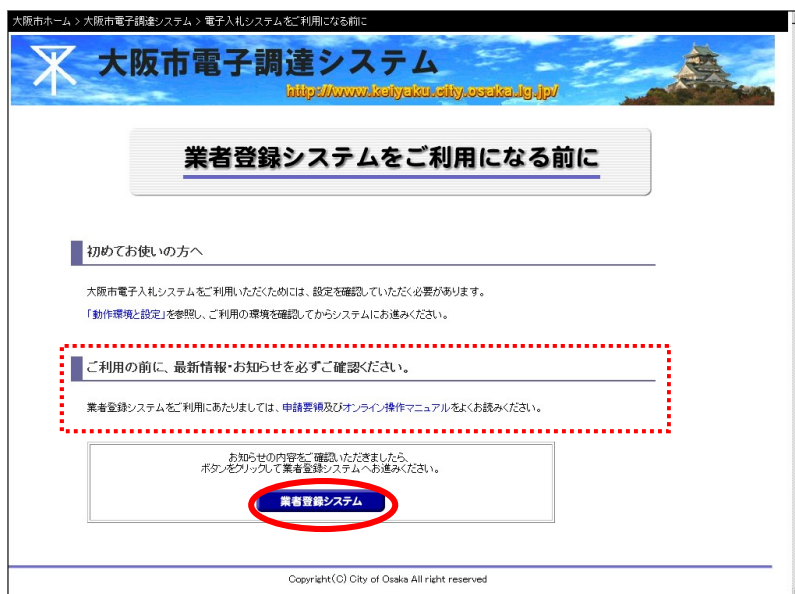 大阪市ホーム > 大阪市電子調達システム > 電子入札システムをご利用になる前に
大阪市電子調達システム
http://www.keiyaku.city.osaka.lg.jp/
業者登録システムをご利用になる前に
初めてお使いの方へ
大阪市電子入札システムをご利用いただくためには、設定を確認していただく必要があります。
「動作環境と設定」を参照し、ご利用の環境を確認してからシステムにお進みください。
ご利用の前に、最新情報・お知らせを必ずご確認ください。
業者登録システムをご利用にあたりましては、申請要領及びオンライン操作マニュアルをよくお読みください。
お知らせの内容をご確認いただきましたら、
ボタンをクリックして業者登録システムへお進みください。
業者登録システム
Copyright(C) City of Osaka All right reserved